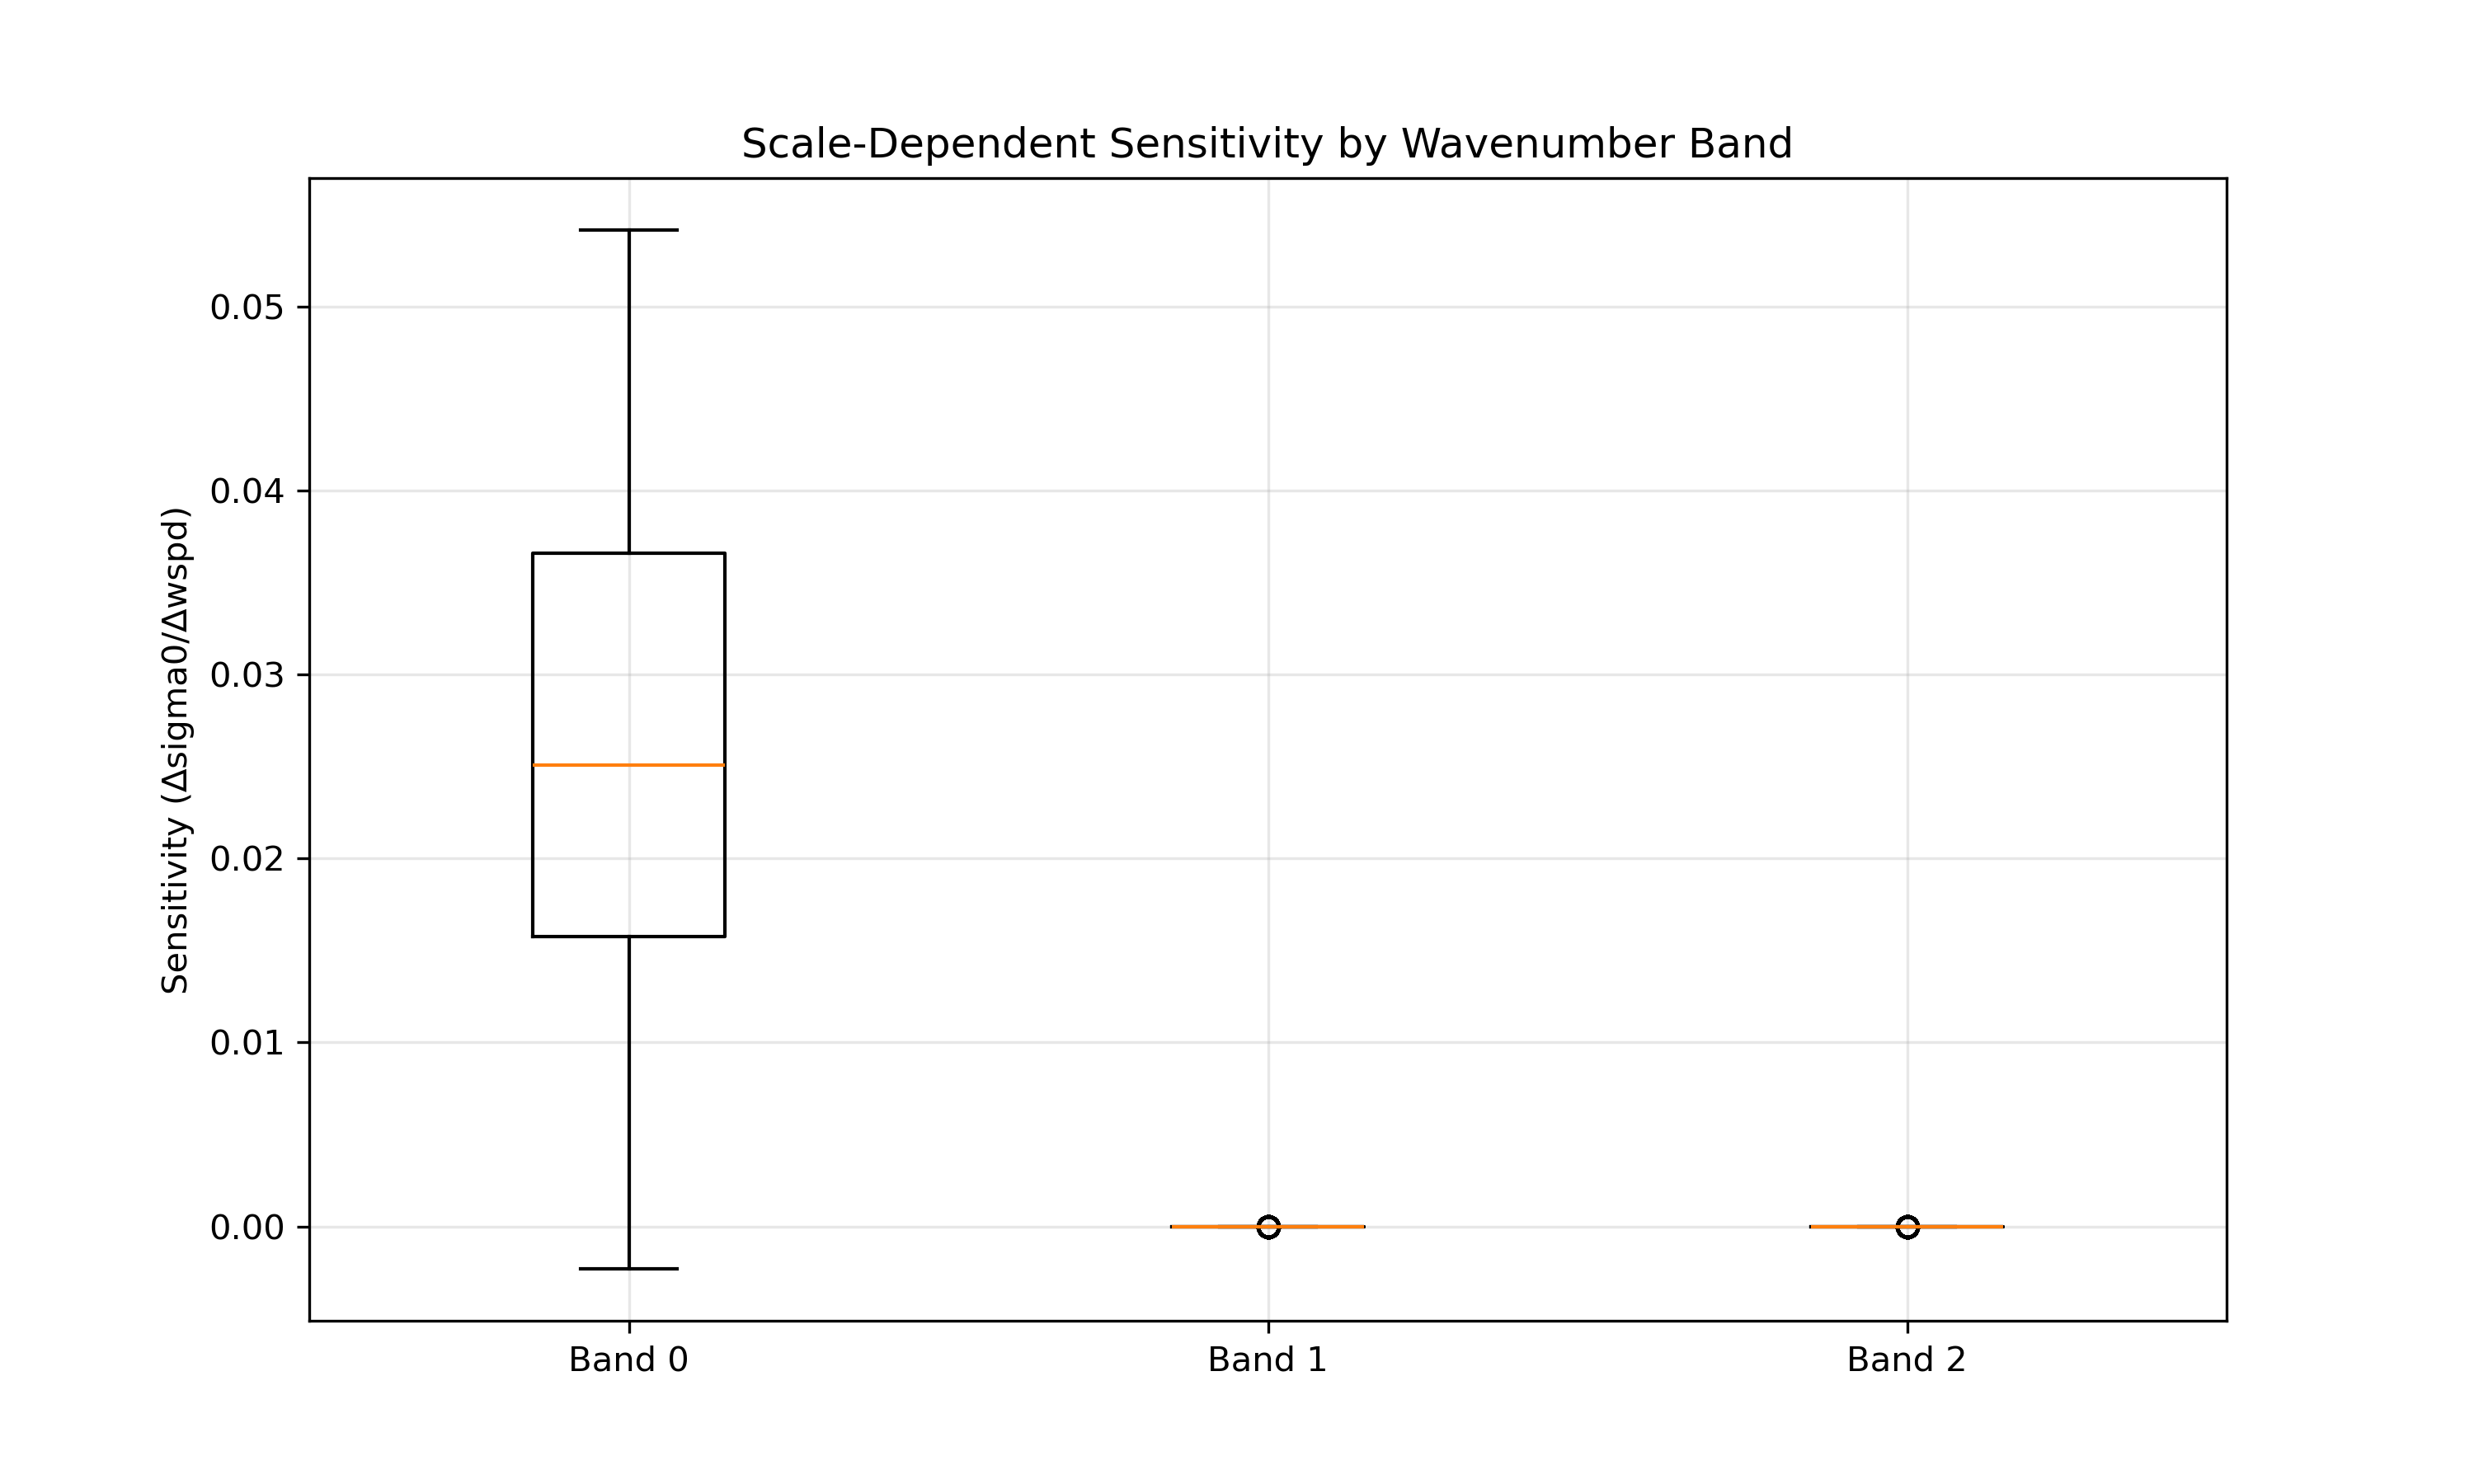 Scale-Dependent Sensitivity by Wavenumber Band
Sensitivity (Δsigma0/Δwspd)
0.05
0.04
0.03
0.02
0.01
0.00
Band 0 Band 1 Band 2